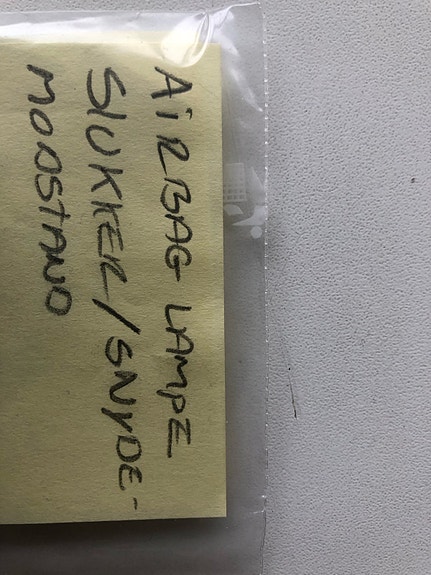 AiRBAG LAMPE
SLUKKER/SNYDE-
MODSTAND